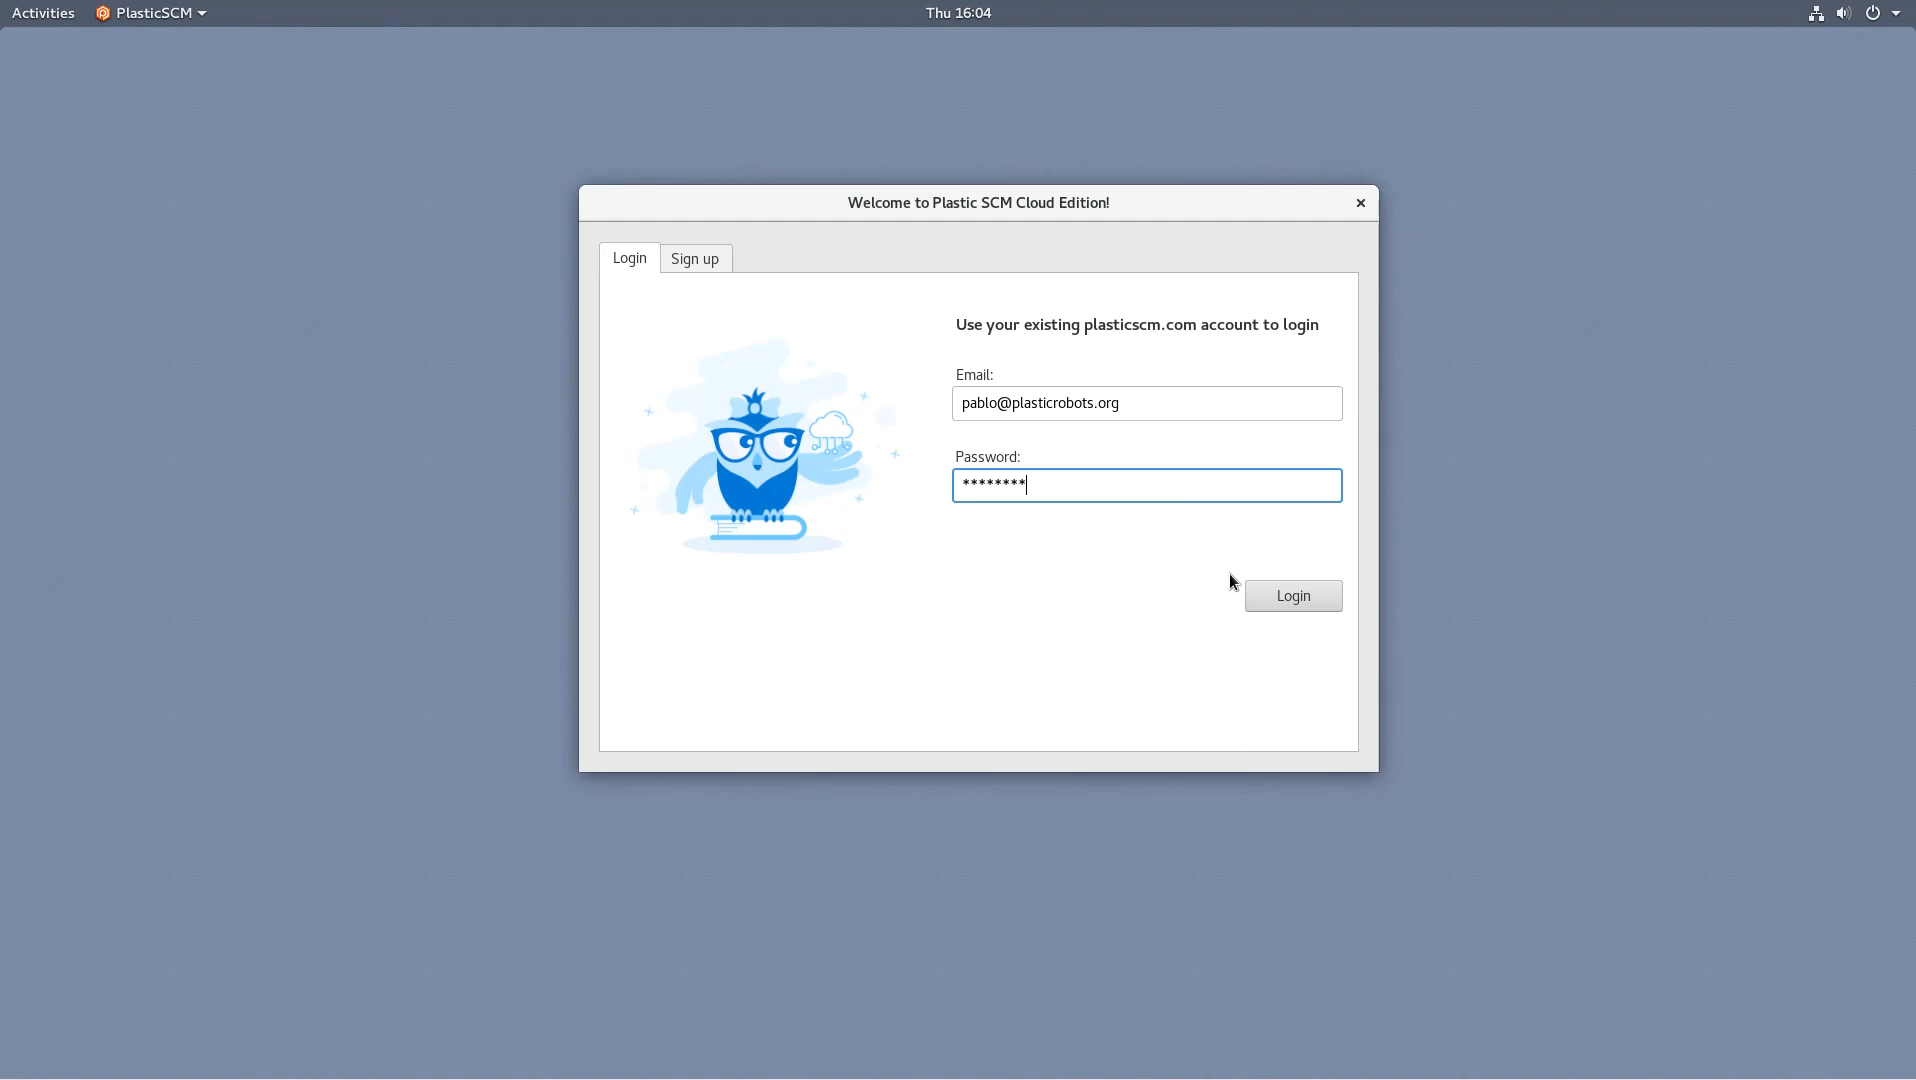 Activities PlasticSCM Thu 16:04
Welcome to Plastic SCM Cloud Edition!
Login Sign up
Use your existing plasticscm.com account to login
Email:
pablo@plasticrobots.org
Password:
********
Login